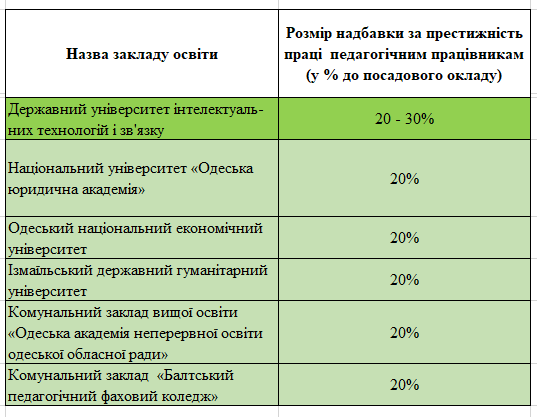 Назва закладу освіти
Розмір надбавки за престижність
праці педагогічним працівникам
(у % до посадового окладу)
Державний університет інтелектуаль-
них технологій і зв'язку
20 - 30%
Національний університет «Одеська
юридична академія»
20%
Одеський національний економічний
університет
20%
Ізмаїльський державний гуманітарний
університет
20%
Комунальний заклад вищої освіти
«Одеська академія неперервної освіти
одеської обласної ради»
20%
Комунальний заклад «Балтський
педагогічний фаховий коледж»
20%